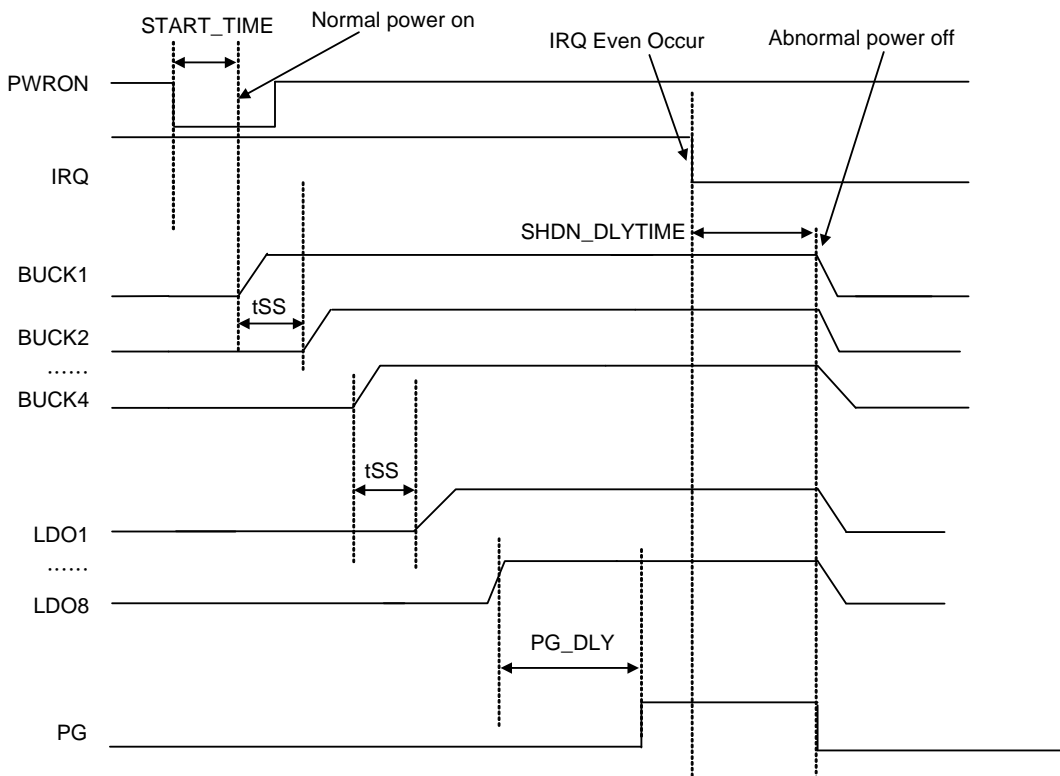 START_TIME
Normal power on
IRQ Even Occur
Abnormal power off
PWRON
IRQ
SHDN_DLYTIME
BUCK1
tSS
BUCK2
......
BUCK4
tSS
LDO1
......
LDO8
PG_DLY
PG